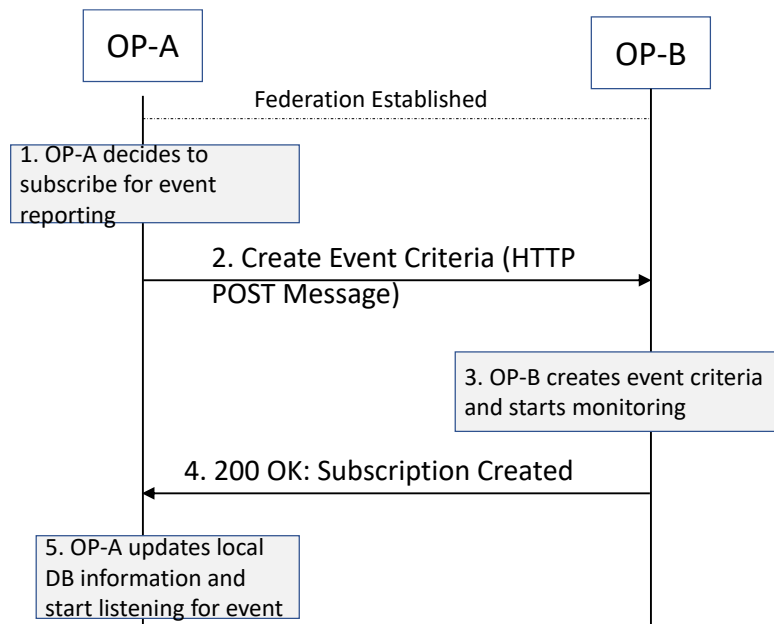 OP-A
OP-B
Federation Established
1. OP-A decides to
subscribe for event
reporting
2. Create Event Criteria (HTTP
POST Message)
3. OP-B creates event criteria
and starts monitoring
4. 200 OK: Subscription Created
5. OP-A updates local
DB information and
start listening for event